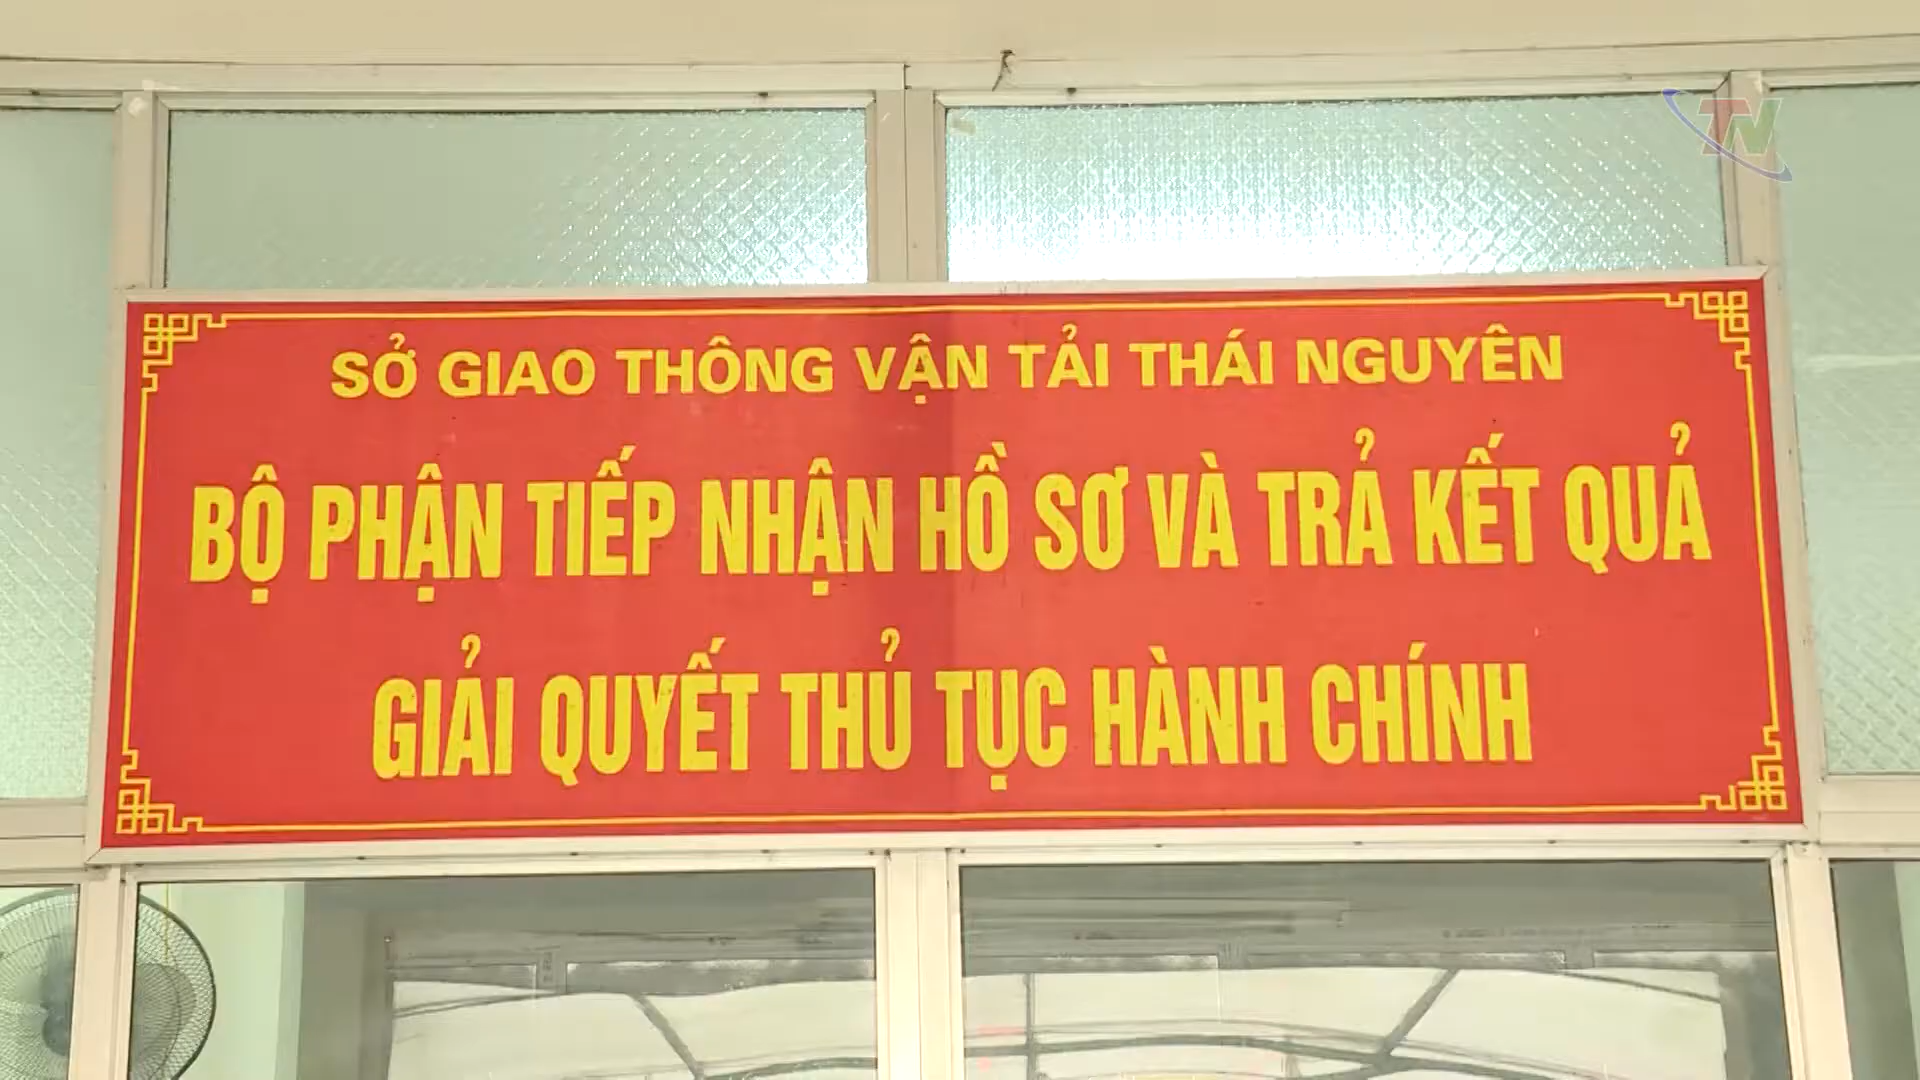 TN
SỞ GIAO THÔNG VẬN TẢI THÁI NGUYÊN
BỘ PHẬN TIẾP NHẬN HỒ SƠ VÀ TRẢ KẾT QUẢ
GIẢI QUYẾT THỦ TỤC HÀNH CHÍNH